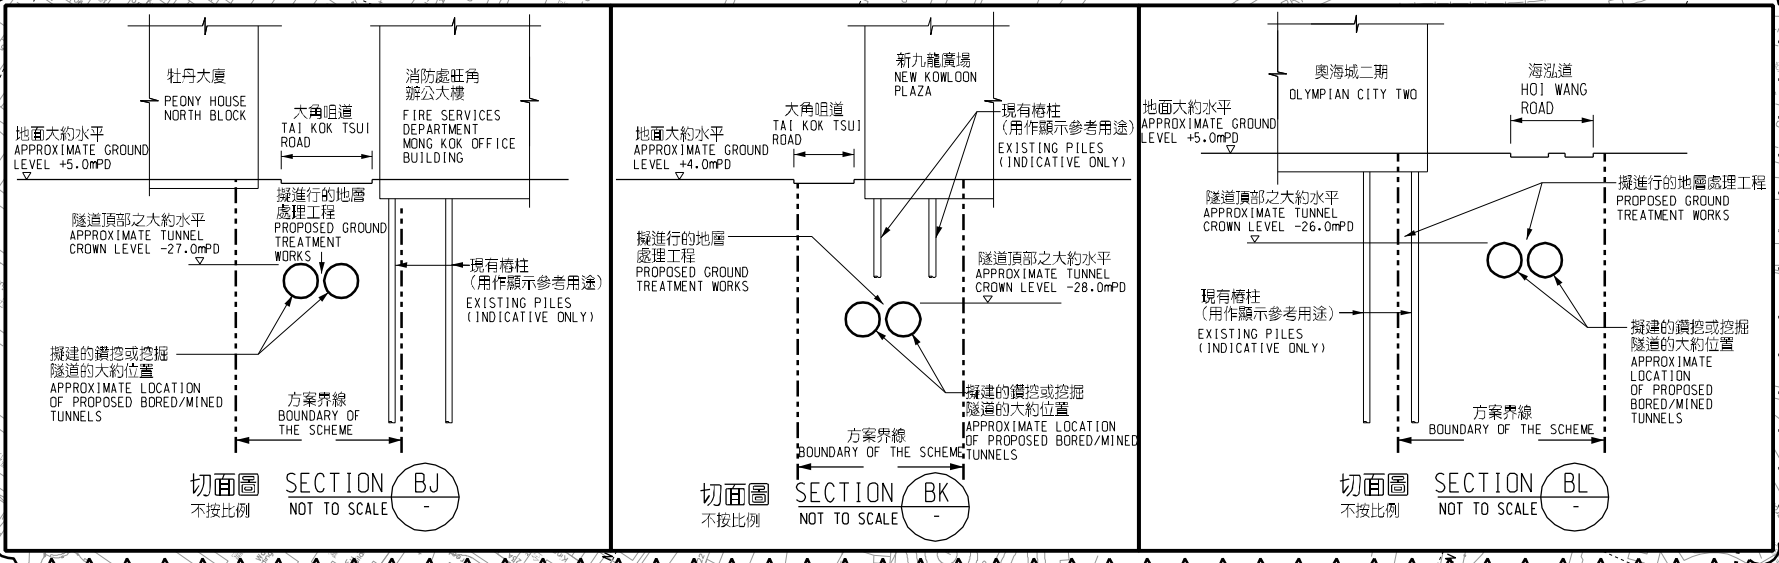 牡丹大廈
PEONY HOUSE
NORTH BLOCK
消防處旺角
辦公大樓
FIRE SERVICES
DEPARTMENT
MONG KOK OFFICE
BUILDING
大角咀道
TAI KOK TSUI
ROAD
地面大約水平
APPROXIMATE GROUND
LEVEL +5.0mPD
擬進行的地層
處理工程
PROPOSED GROUND
TREATMENT
WORKS
隧道頂部之大約水平
APPROXIMATE TUNNEL
CROWN LEVEL -27.0mPD
現有樁柱
(用作顯示參考用途)
EXISTING PILES
(INDICATIVE ONLY)
擬建的鑽挖或挖掘
隧道的大約位置
APPROXIMATE LOCATION
OF PROPOSED BORED/MINED
TUNNELS
方案界線
BOUNDARY OF
THE SCHEME
切面圖 SECTION BJ
不按比例 NOT TO SCALE -
新九龍廣場
NEW KOWLOON
PLAZA
大角咀道
TAI KOK TSUI
ROAD
現有樁柱
(用作顯示參考用途)
EXISTING PILES
(INDICATIVE ONLY)
地面大約水平
APPROXIMATE GROUND
LEVEL +4.0mPD
擬進行的地層
處理工程
PROPOSED GROUND
TREATMENT WORKS
隧道頂部之大約水平
APPROXIMATE TUNNEL
CROWN LEVEL -28.0mPD
擬建的鑽挖或挖掘
隧道的大約位置
APPROXIMATE LOCATION
OF PROPOSED BORED/MINED
TUNNELS
方案界線
BOUNDARY OF THE SCHEME
切面圖 SECTION BK
不按比例 NOT TO SCALE -
奧海城二期
OLYMPIAN CITY TWO
海泓道
HOI WANG
ROAD
地面大約水平
APPROXIMATE GROUND
LEVEL +5.0mPD
擬進行的地層處理工程
PROPOSED GROUND
TREATMENT WORKS
隧道頂部之大約水平
APPROXIMATE TUNNEL
CROWN LEVEL -26.0mPD
現有樁柱
(用作顯示參考用途)
EXISTING PILES
(INDICATIVE ONLY)
擬建的鑽挖或挖掘
隧道的大約位置
APPROXIMATE
LOCATION
OF PROPOSED
BORED/MINED
TUNNELS
方案界線
BOUNDARY OF THE SCHEME
切面圖 SECTION BL
不按比例 NOT TO SCALE -